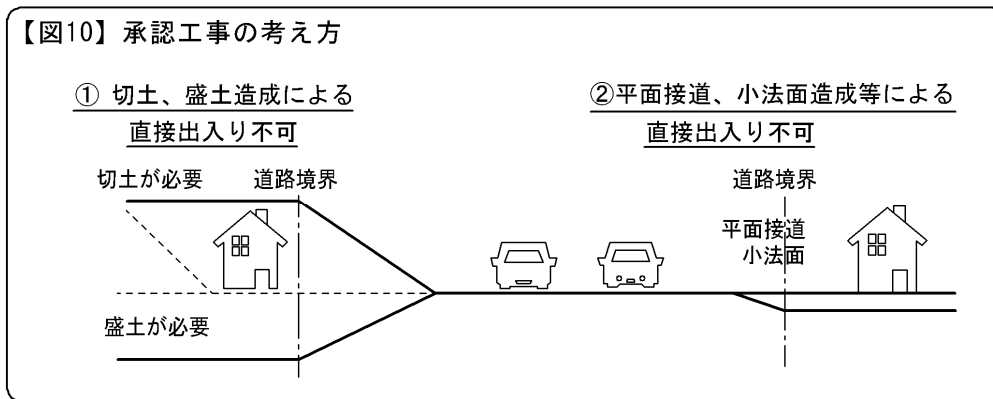 【図10】承認工事の考え方
① 切土、盛土造成による
直接出入り不可
②平面接道、小法面造成等による
直接出入り不可
切土が必要
道路境界
道路境界
平面接道
小法面
盛土が必要